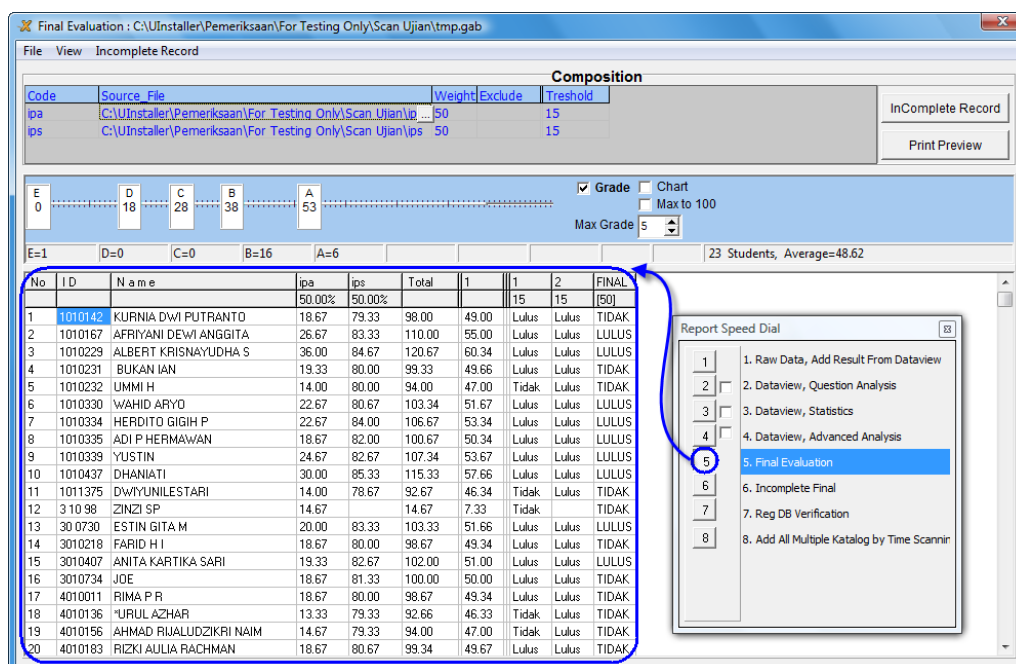 Final Evaluation : C:\UInstaller\Pemeriksaan\For Testing Only\Scan Ujian\tmp.gab
File View Incomplete Record
Composition
Code Source_File Weight Exclude Treshold
ipa C:\UInstaller\Pemeriksaan\For Testing Only\Scan Ujian\ip ... 50 15
ips C:\UInstaller\Pemeriksaan\For Testing Only\Scan Ujian\ips 50 15
InComplete Record
Print Preview
E D C B A
0 18 28 38 53
Grade Chart
Max to 100
Max Grade 5
E=1 D=0 C=0 B=16 A=6 23 Students, Average=48.62
No I D N a m e ipa ips Total 1 1 2 FINAL
50.00% 50.00% 15 15 [50]
1 1010142 KURNIA DWI PUTRANTO 18.67 79.33 98.00 49.00 Lulus Lulus TIDAK
2 1010167 AFRIYANI DEWI ANGGITA 26.67 83.33 110.00 55.00 Lulus Lulus LULUS
3 1010229 ALBERT KRISNAYUDHA S 36.00 84.67 120.67 60.34 Lulus Lulus LULUS
4 1010231 BUKAN IAN 19.33 80.00 99.33 49.66 Lulus Lulus TIDAK
5 1010232 UMMI H 14.00 80.00 94.00 47.00 Tidak Lulus TIDAK
6 1010330 WAHID ARYO 22.67 80.67 103.34 51.67 Lulus Lulus LULUS
7 1010334 HERDITO GIGIH P 22.67 84.00 106.67 53.34 Lulus Lulus LULUS
8 1010335 ADI P HERMAWAN 18.67 82.00 100.67 50.34 Lulus Lulus LULUS
9 1010339 YUSTIN 24.67 82.67 107.34 53.67 Lulus Lulus LULUS
10 1010437 DHANIATI 30.00 85.33 115.33 57.66 Lulus Lulus LULUS
11 1011375 DWIYUNILESTARI 14.00 78.67 92.67 46.34 Tidak Lulus TIDAK
12 3 10 98 ZINZI SP 14.67 14.67 7.33 Tidak TIDAK
13 30 0730 ESTIN GITA M 20.00 83.33 103.33 51.66 Lulus Lulus LULUS
14 3010218 FARID H I 18.67 80.00 98.67 49.34 Lulus Lulus TIDAK
15 3010407 ANITA KARTIKA SARI 19.33 82.67 102.00 51.00 Lulus Lulus LULUS
16 3010734 JOE 18.67 81.33 100.00 50.00 Lulus Lulus TIDAK
17 4010011 RIMA P R 18.67 80.00 98.67 49.34 Lulus Lulus TIDAK
18 4010136 *URUL AZHAR 13.33 79.33 92.66 46.33 Tidak Lulus TIDAK
19 4010156 AHMAD RIJALUDZIKRI NAIM 14.67 79.33 94.00 47.00 Tidak Lulus TIDAK
20 4010183 RIZKI AULIA RACHMAN 18.67 80.67 99.34 49.67 Lulus Lulus TIDAK
Report Speed Dial
1 1. Raw Data, Add Result From Dataview
2 2. Dataview, Question Analysis
3 3. Dataview, Statistics
4 4. Dataview, Advanced Analysis
5 5. Final Evaluation
6 6. Incomplete Final
7 7. Reg DB Verification
8 8. Add All Multiple Katalog by Time Scannin